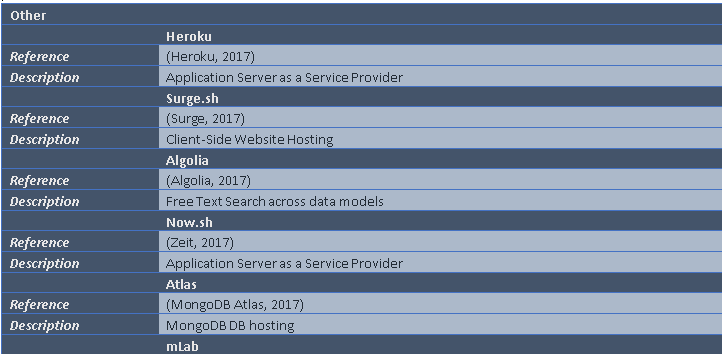 Other
Heroku
Reference (Heroku, 2017)
Description Application Server as a Service Provider
Surge.sh
Reference (Surge, 2017)
Description Client-Side Website Hosting
Algolia
Reference (Algolia, 2017)
Description Free Text Search across data models
Now.sh
Reference (Zeit, 2017)
Description Application Server as a Service Provider
Atlas
Reference (MongoDB Atlas, 2017)
Description MongoDB DB hosting
mLab